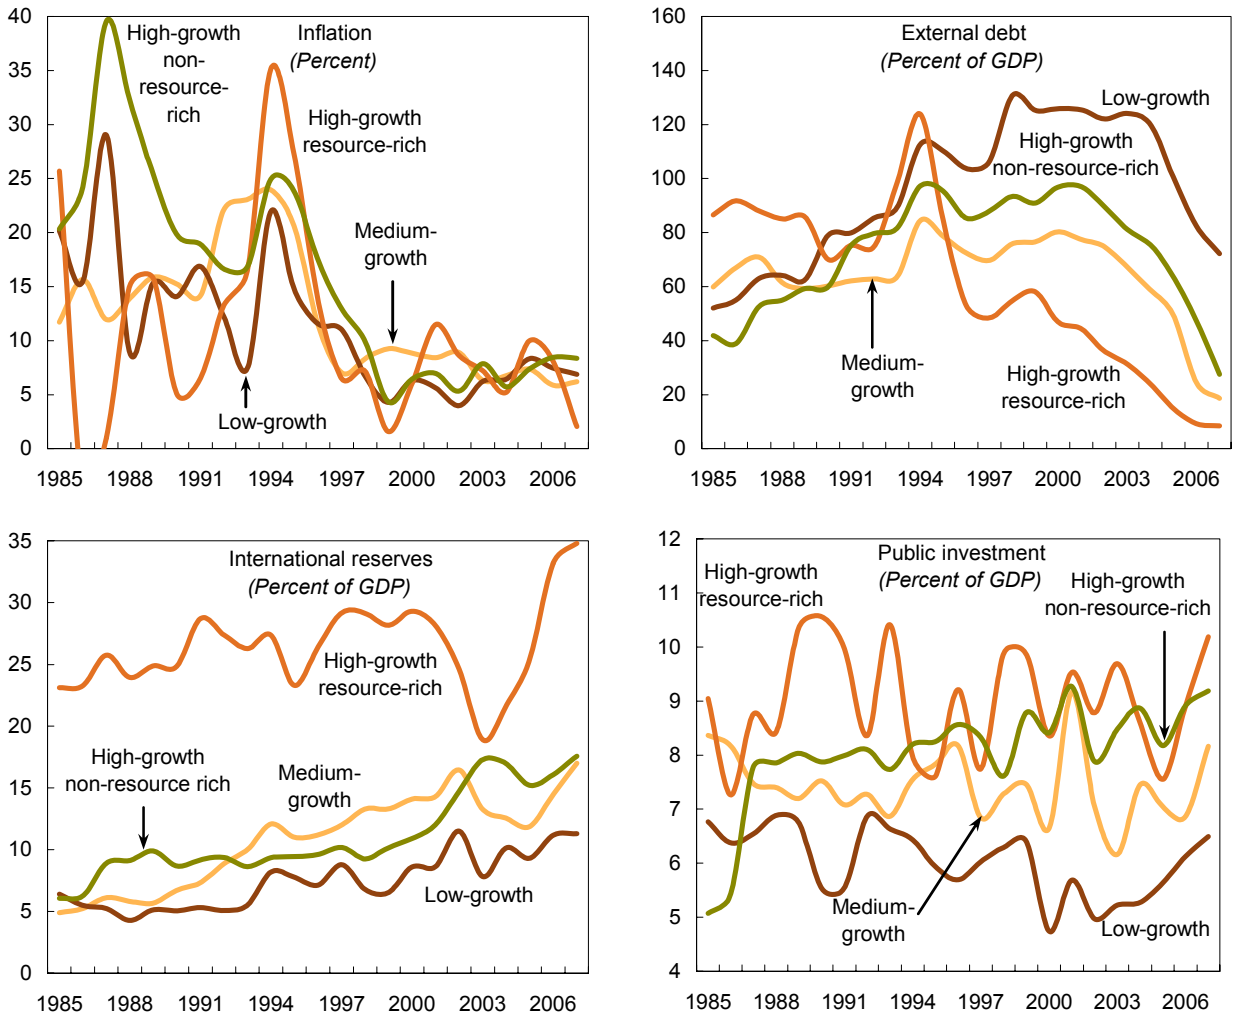 Inflation
(Percent)
40
35
30
25
20
15
10
5
0
High-growth
non-
resource-
rich
High-growth
resource-rich
Medium-
growth
Low-growth
1985
1988
1991
1994
1997
2000
2003
2006
External debt
(Percent of GDP)
160
140
120
100
80
60
40
20
0
Low-growth
High-growth
non-resource-rich
Medium-
growth
High-growth
resource-rich
1985
1988
1991
1994
1997
2000
2003
2006
International reserves
(Percent of GDP)
35
30
25
20
15
10
5
0
High-growth
resource-rich
High-growth
non-resource rich
Medium-
growth
Low-growth
1985
1988
1991
1994
1997
2000
2003
2006
Public investment
(Percent of GDP)
12
11
10
9
8
7
6
5
4
High-growth
resource-rich
High-growth
non-resource-rich
Medium-
growth
Low-growth
1985
1988
1991
1994
1997
2000
2003
2006